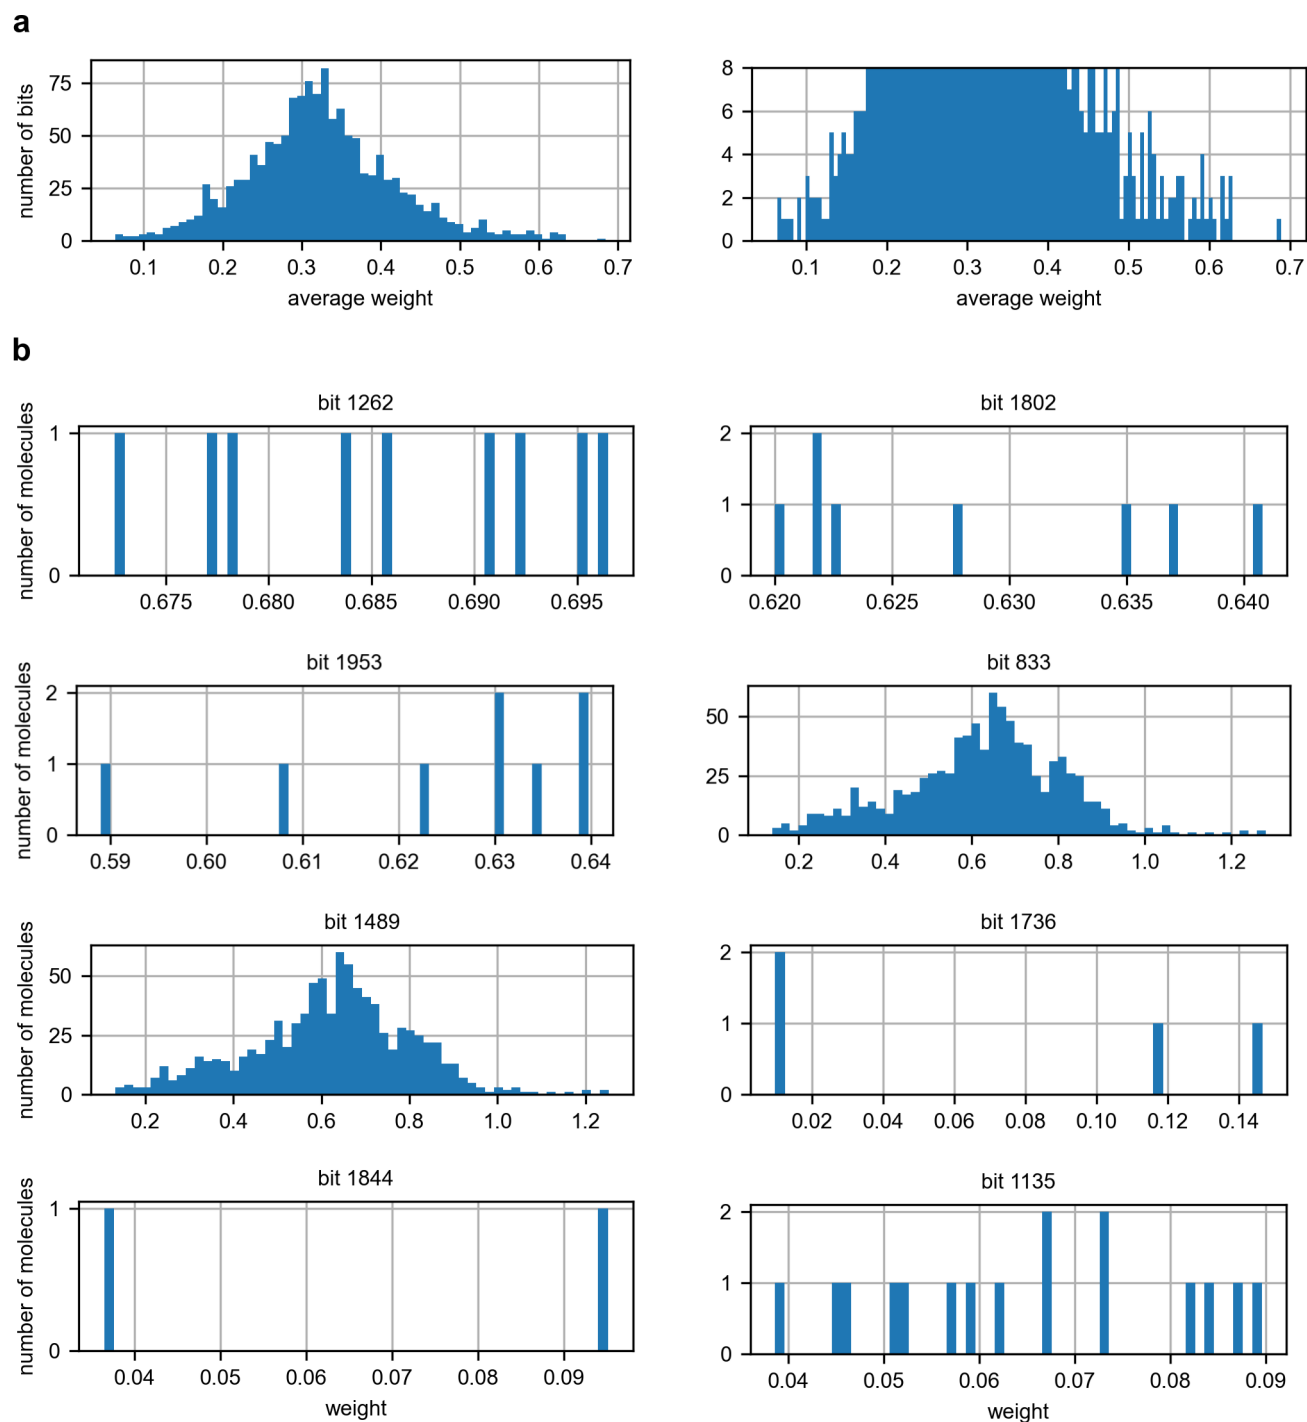 a
number of bits
75
50
25
0
0.1 0.2 0.3 0.4 0.5 0.6 0.7
average weight
8
6
4
2
0
0.1 0.2 0.3 0.4 0.5 0.6 0.7
average weight
b
bit 1262
number of molecules
1
0
0.675 0.680 0.685 0.690 0.695
bit 1802
2
1
0
0.620 0.625 0.630 0.635 0.640
bit 1953
number of molecules
2
1
0
0.59 0.60 0.61 0.62 0.63 0.64
bit 833
50
25
0
0.2 0.4 0.6 0.8 1.0 1.2
bit 1489
number of molecules
50
25
0
0.2 0.4 0.6 0.8 1.0 1.2
bit 1736
2
1
0
0.02 0.04 0.06 0.08 0.10 0.12 0.14
bit 1844
number of molecules
1
0
0.04 0.05 0.06 0.07 0.08 0.09
weight
bit 1135
2
1
0
0.04 0.05 0.06 0.07 0.08 0.09
weight